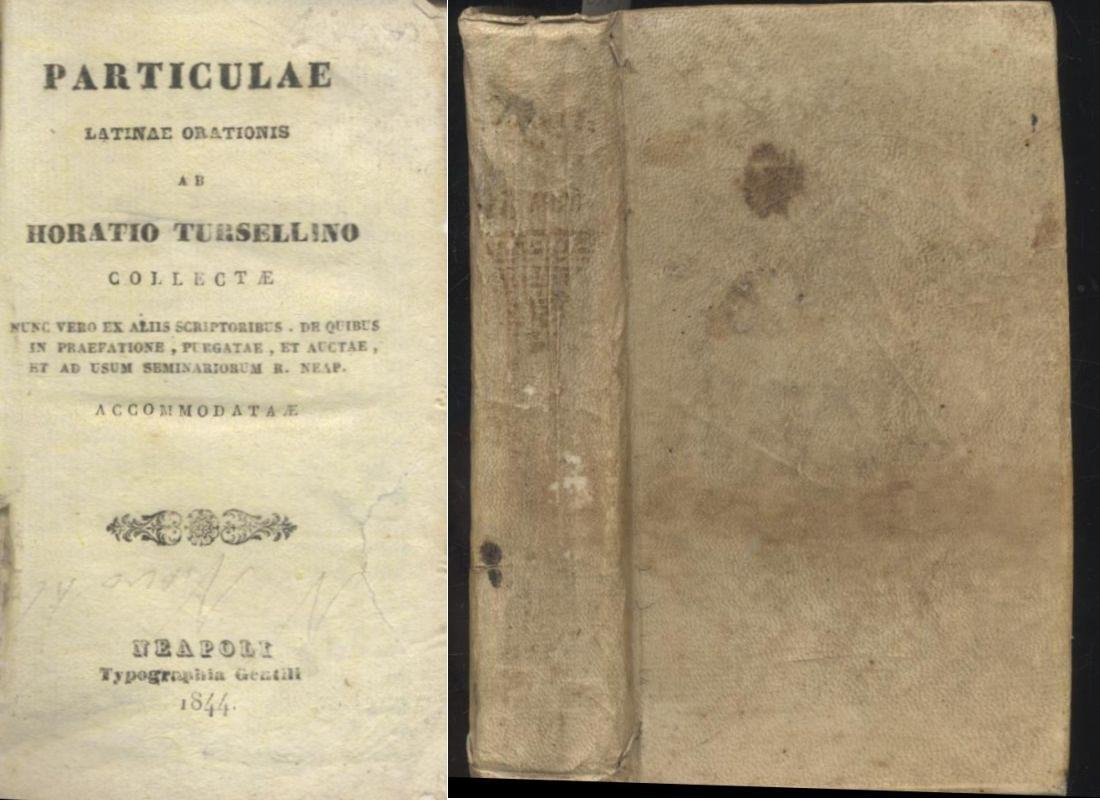 PARTICULAE
LATINAE ORATIONIS
AB
HORATIO TURSELLINO
COLLECTÆ
NUNC VERO EX ALIIS SCRIPTORIBUS . DE QUIBUS
IN PRAEFATIONE , PURGATAE , ET AUCTAE ,
ET AD USUM SEMINARIORUM R. NEAP.
ACCOMMODATAÆ
NEAPOLI
Typographia Gentili
1844.